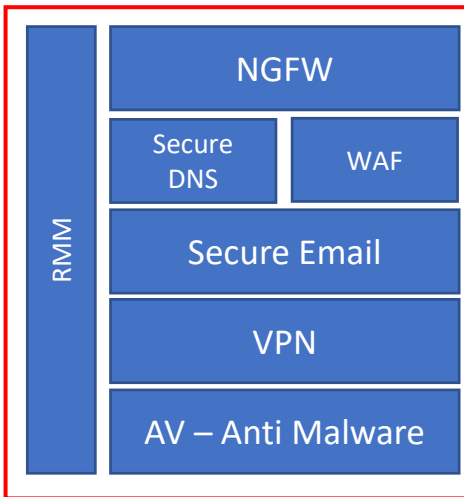 RMM
NGFW
Secure
DNS
WAF
Secure Email
VPN
AV – Anti Malware